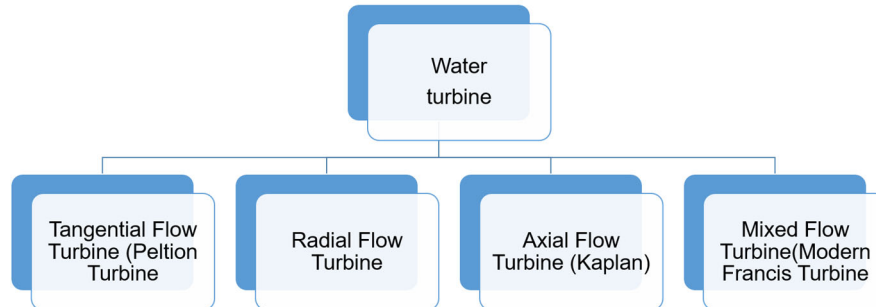 Water
turbine
Tangential Flow
Turbine (Peltion
Turbine
Radial Flow
Turbine
Axial Flow
Turbine (Kaplan)
Mixed Flow
Turbine(Modern
Francis Turbine